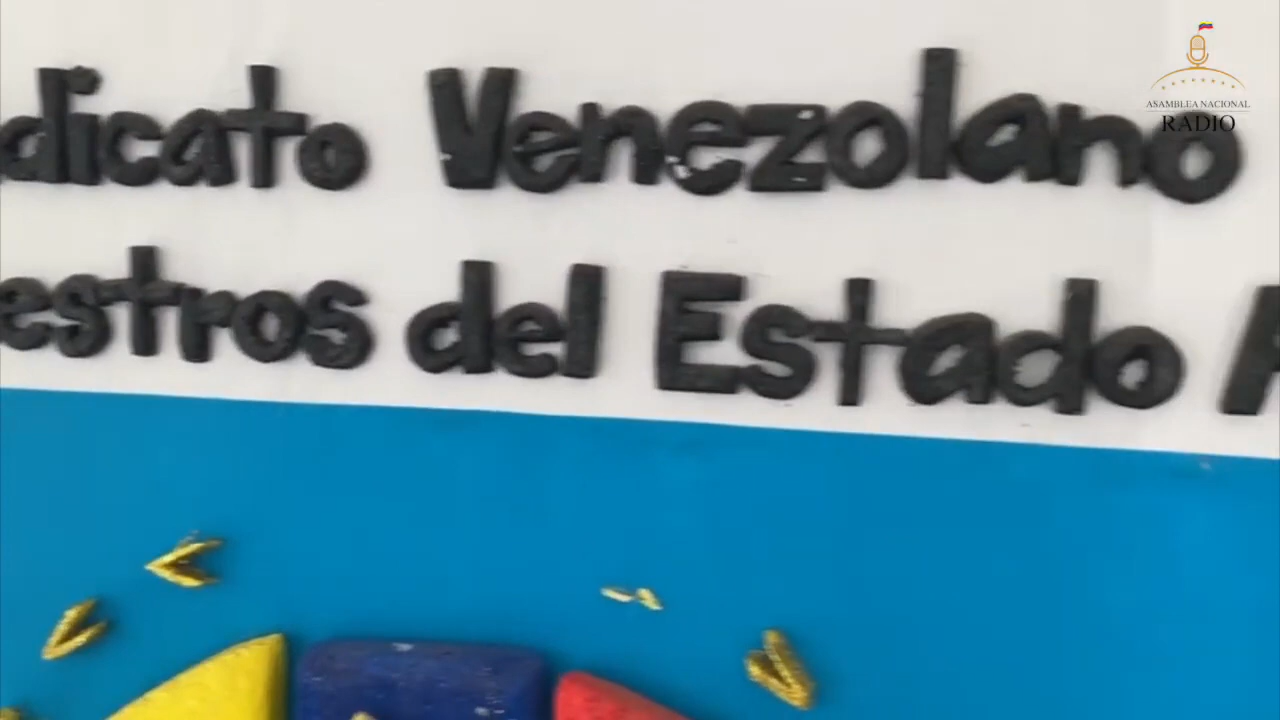 dicato Venezolano
estros del Estado
ASAMBLEA NACIONAL
RADIO